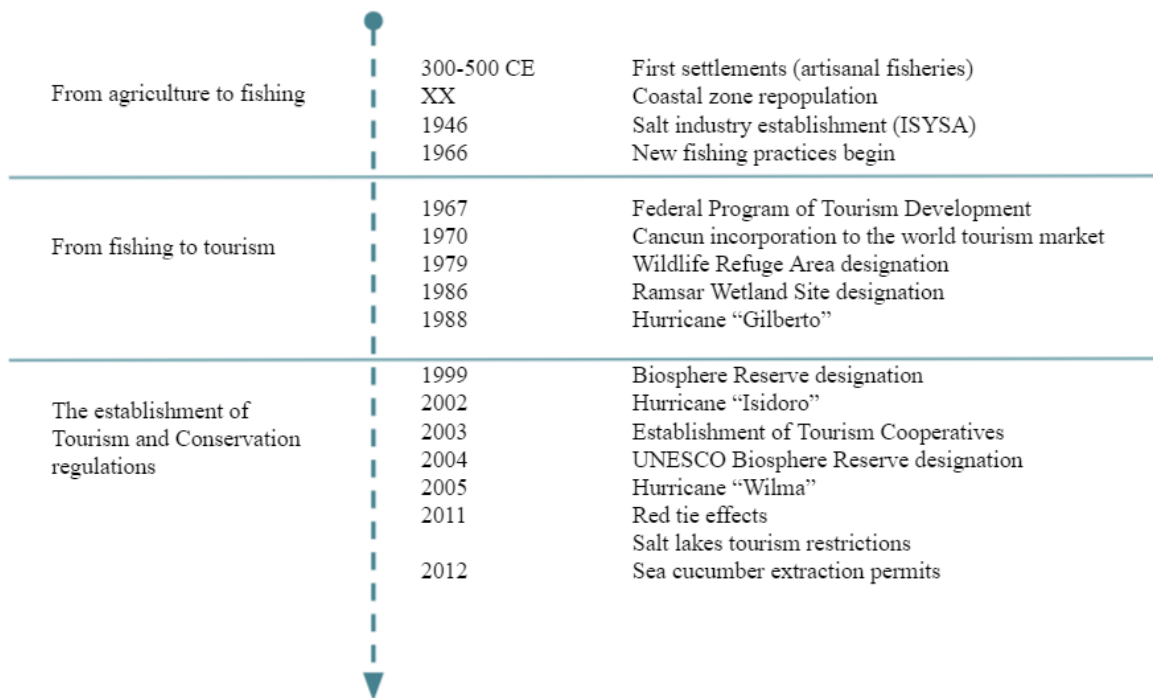 From agriculture to fishing
300-500 CE First settlements (artisanal fisheries)
XX Coastal zone repopulation
1946 Salt industry establishment (ISYSA)
1966 New fishing practices begin
From fishing to tourism
1967 Federal Program of Tourism Development
1970 Cancun incorporation to the world tourism market
1979 Wildlife Refuge Area designation
1986 Ramsar Wetland Site designation
1988 Hurricane “Gilberto”
The establishment of
Tourism and Conservation
regulations
1999 Biosphere Reserve designation
2002 Hurricane “Isidoro”
2003 Establishment of Tourism Cooperatives
2004 UNESCO Biosphere Reserve designation
2005 Hurricane “Wilma”
2011 Red tie effects
Salt lakes tourism restrictions
2012 Sea cucumber extraction permits